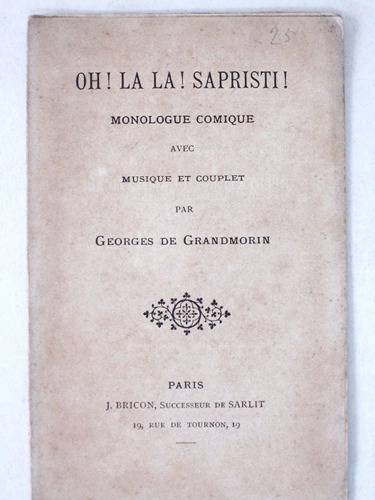 25
OH! LA LA! SAPRISTI!
MONOLOGUE COMIQUE
AVEC
MUSIQUE ET COUPLET
PAR
GEORGES DE GRANDMORIN
PARIS
J. BRICON, SUCCESSEUR DE SARLIT
19, RUE DE TOURNON, 19